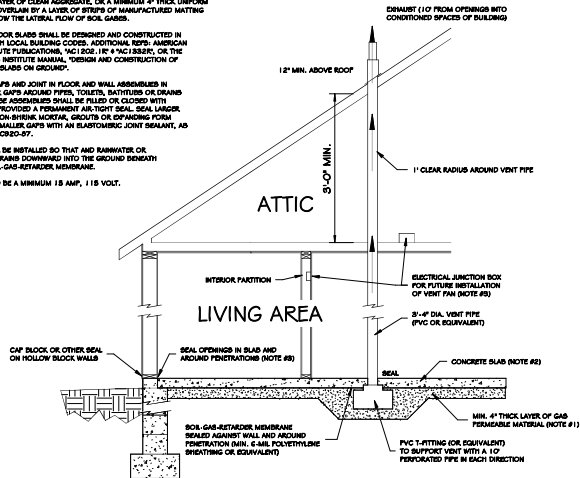 AYER OF CLEAN AGGREGATE, OR A MINIMUM 4" THICK UNIFORM
OVERLAIN BY A LAYER OF STRIPS OF MANUFACTURED MATTING
OW THE LATERAL FLOW OF SOIL GASES.
OOR SLABS SHALL BE DESIGNED AND CONSTRUCTED IN
H LOCAL BUILDING CODES. ADDITIONAL REFS: AMERICAN
UTE PUBLICATIONS, "AC1202.1R" & "AC1332R", OR THE
INSTITUTE MANUAL, "DESIGN AND CONSTRUCTION OF
SLABS ON GROUND".
APS AND JOINT IN FLOOR AND WALL ASSEMBLIES IN
GAPS AROUND PIPES, TOILETS, BATHTUBS OR DRAINS
SE ASSEMBLIES SHALL BE FILLED OR CLOSED WITH
PROVIDED A PERMANENT AIR-TIGHT SEAL. SEAL LARGER
ON-SHRINK MORTAR, GROUTS OR EXPANDING FORM
MALLER GAPS WITH AN ELASTOMERIC JOINT SEALANT, AS
C920-87.
BE INSTALLED SO THAT AND RAINWATER OR
RAINS DOWNWARD INTO THE GROUND BENEATH
L-GAS-RETARDER MEMBRANE.
BE A MINIMUM 15 AMP, 115 VOLT.
EXHAUST (10' FROM OPENINGS INTO
CONDITIONED SPACES OF BUILDING)
12" MIN. ABOVE ROOF
3'-0" MIN.
1' CLEAR RADIUS AROUND VENT PIPE
ATTIC
INTERIOR PARTITION
ELECTRICAL JUNCTION BOX
FOR FUTURE INSTALLATION
OF VENT FAN (NOTE #5)
LIVING AREA
3'-4" DIA. VENT PIPE
(PVC OR EQUIVALENT)
CAP BLOCK OR OTHER SEAL
ON HOLLOW BLOCK WALLS
SEAL OPENINGS IN SLAB AND
AROUND PENETRATIONS (NOTE #3)
SEAL
CONCRETE SLAB (NOTE #2)
SOIL-GAS-RETARDER MEMBRANE
SEALED AGAINST WALL AND AROUND
PENETRATION (MIN. 6-MIL POLYETHYLENE
SHEATHING OR EQUIVALENT)
PVC T-FITTING (OR EQUIVALENT)
TO SUPPORT VENT WITH A 10'
PERFORATED PIPE IN EACH DIRECTION
MIN. 4" THICK LAYER OF GAS
PERMEABLE MATERIAL (NOTE #1)